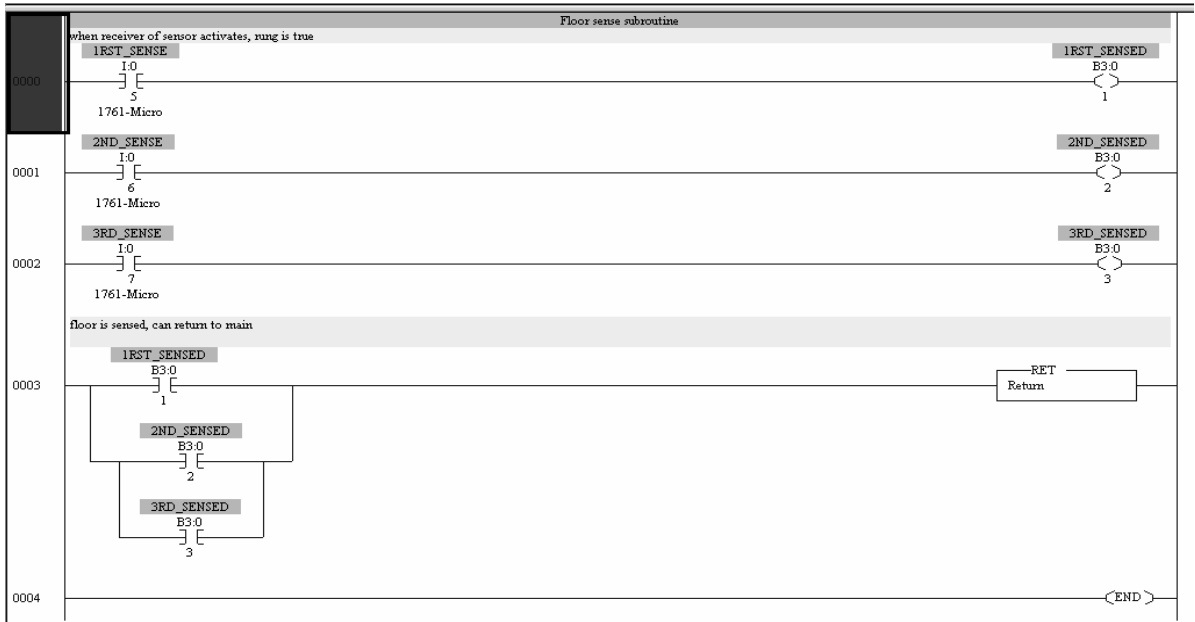 Floor sense subroutine
when receiver of sensor activates, rung is true
1RST_SENSE
1RST_SENSED
I:0
B3:0
0000
5
1
1761-Micro
2ND_SENSE
2ND_SENSED
I:0
B3:0
0001
6
2
1761-Micro
3RD_SENSE
3RD_SENSED
I:0
B3:0
0002
7
3
1761-Micro
floor is sensed, can return to main
1RST_SENSED
B3:0
RET
0003
Return
1
2ND_SENSED
B3:0
2
3RD_SENSED
B3:0
3
0004
END